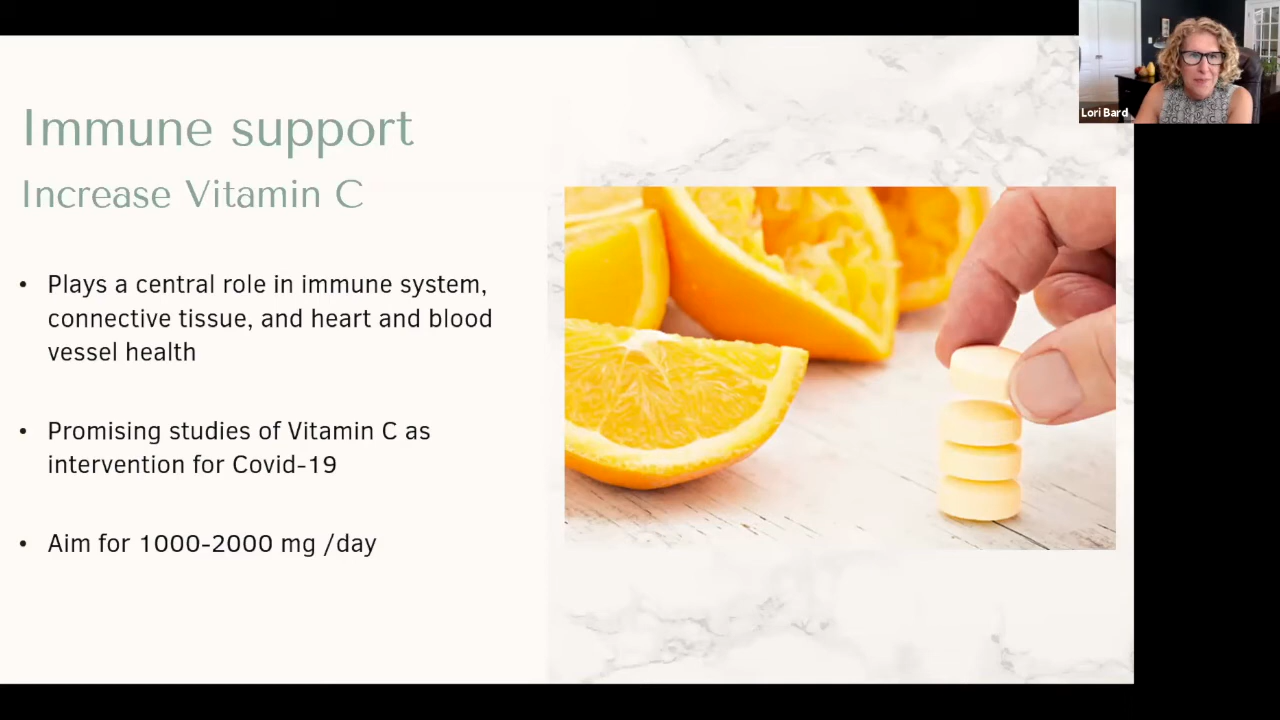 Immune support
Increase Vitamin C
• Plays a central role in immune system,
connective tissue, and heart and blood
vessel health
• Promising studies of Vitamin C as
intervention for Covid-19
• Aim for 1000-2000 mg /day
Lori Bard